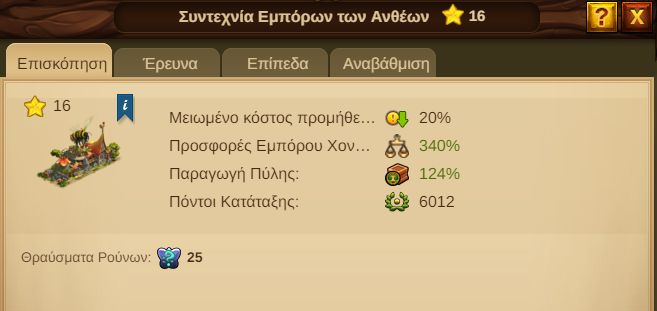 Συντεχνία Εμπόρων των Ανθέων 16
Επισκόπηση Έρευνα Επίπεδα Αναβάθμιση
16
Μειωμένο κόστος προμήθε... 20%
Προσφορές Εμπόρου Χον... 340%
Παραγωγή Πύλης: 124%
Πόντοι Κατάταξης: 6012
Θραύσματα Ρούνων: 25